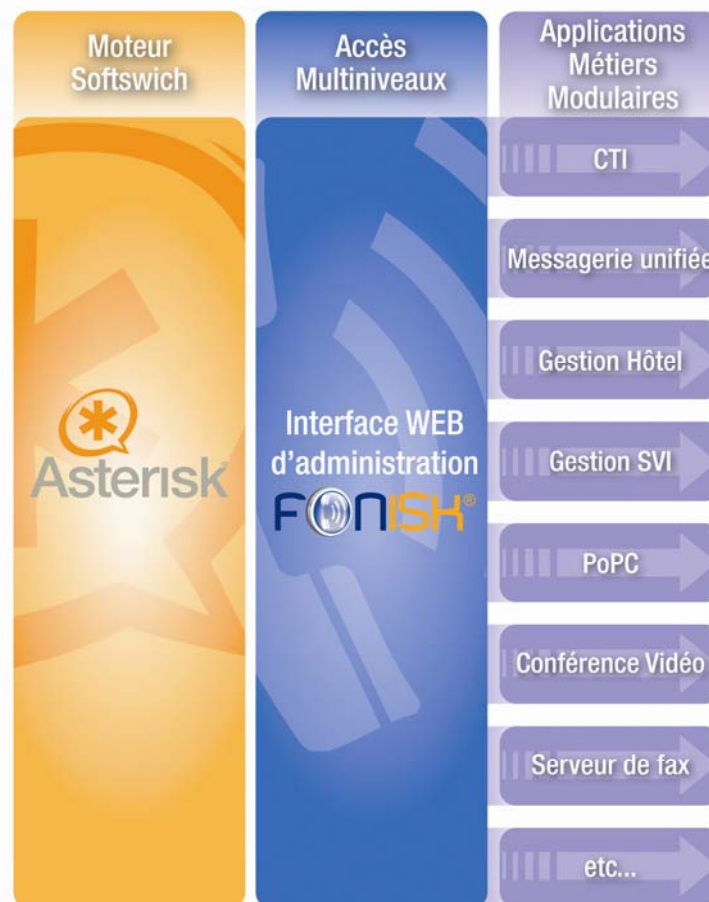 Moteur
Softswich
Accès
Multiniveaux
Applications
Métiers
Modulaires
Asterisk
Interface WEB
d'administration
FONISK®
CTI
Messagerie unifiée
Gestion Hôtel
Gestion SVI
PoPC
Conférence Vidéo
Serveur de fax
etc...